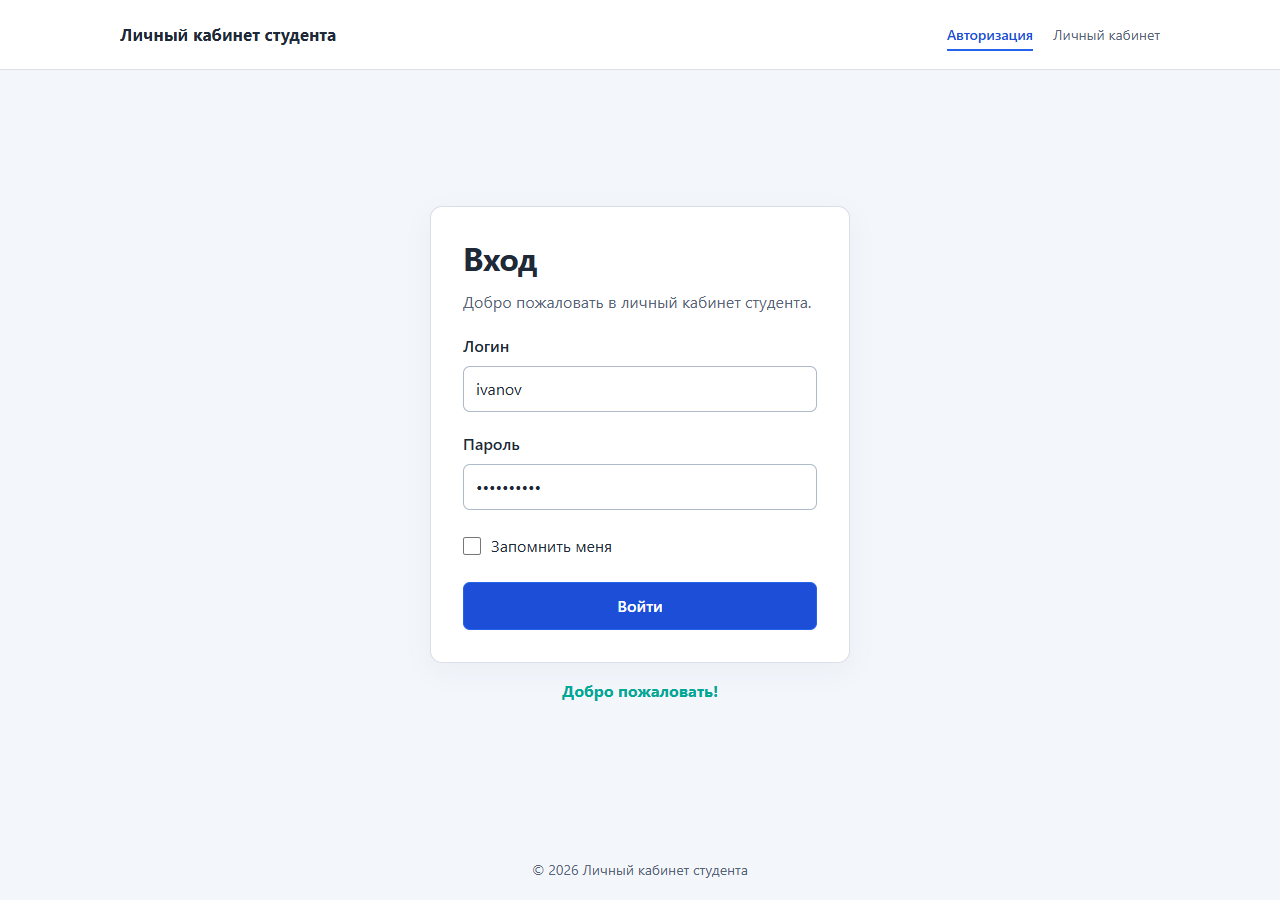 Личный кабинет студента
Авторизация Личный кабинет
Вход
Добро пожаловать в личный кабинет студента.
Логин
ivanov
Пароль
••••••••••
Запомнить меня
Войти
Добро пожаловать!
© 2026 Личный кабинет студента